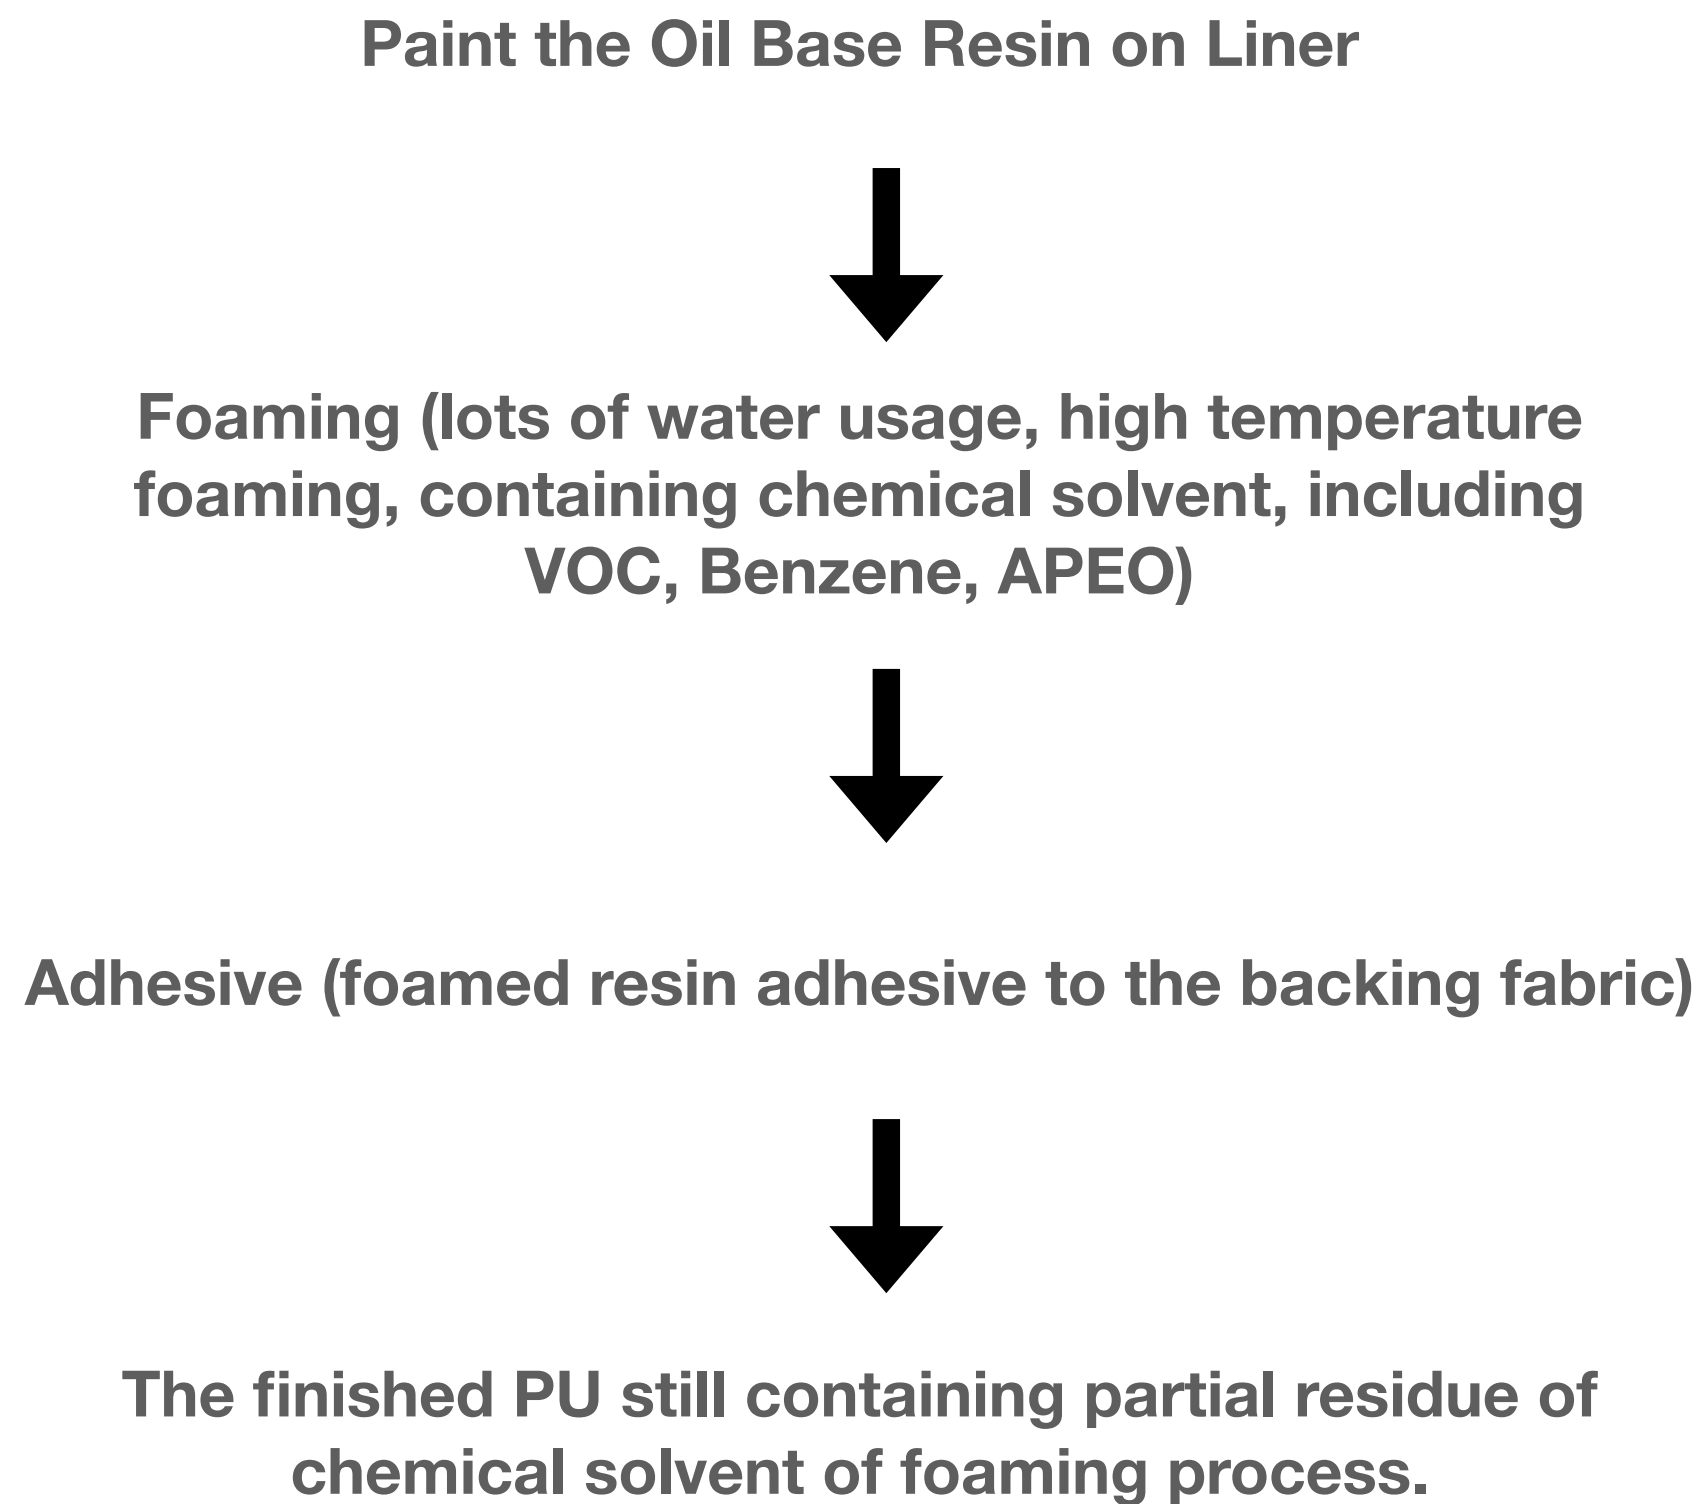 Paint the Oil Base Resin on Liner
Foaming (lots of water usage, high temperature
foaming, containing chemical solvent, including
VOC, Benzene, APEO)
Adhesive (foamed resin adhesive to the backing fabric)
The finished PU still containing partial residue of
chemical solvent of foaming process.